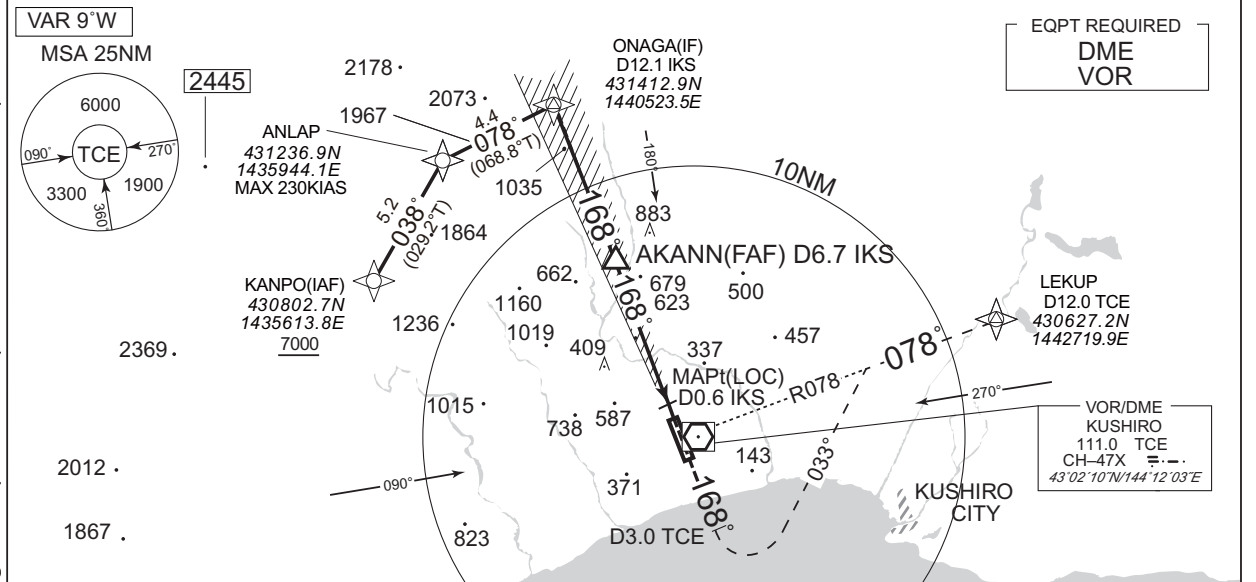 VAR 9°W
MSA 25NM
6000
TCE
090°
270°
3300
1900
360°
2445
2178
2073
1967
ANLAP
431236.9N
1435944.1E
MAX 230KIAS
4.4
078°
(068.8°T)
5.2
038°
(029.2°T)
1864
KANPO(IAF)
430802.7N
1435613.8E
7000
ONAGA(IF)
D12.1 IKS
431412.9N
1440523.5E
EQPT REQUIRED
DME
VOR
1035
180°
10NM
168°
883
AKANN(FAF) D6.7 IKS
662
679
623
500
168°
1160
1236
1019
409
337
457
2369
LEKUP
D12.0 TCE
430627.2N
1442719.9E
078°
R078
270°
MAPt(LOC)
D0.6 IKS
1015
738
587
143
033°
VOR/DME
KUSHIRO
111.0 TCE
CH–47X
43°02'10"N/144°12'03"E
2012
090°
371
168°
KUSHIRO
CITY
D3.0 TCE
1867
823